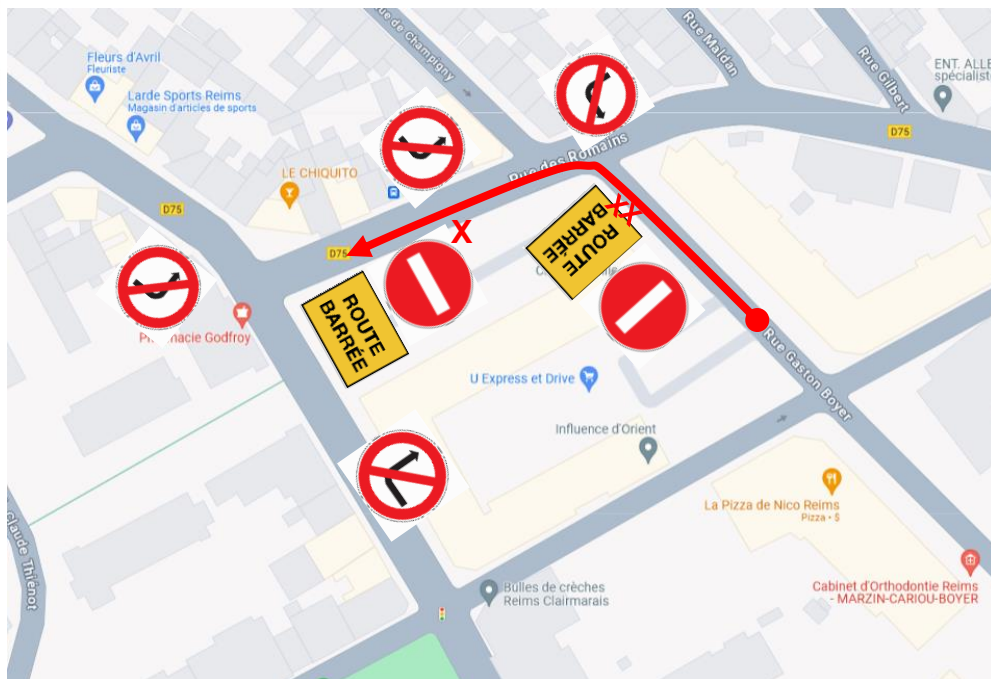 Rue de Champigny
Rue Maldan
Rue Gilbert
Fleurs d'Avril
Fleuriste
ENT. ALLE
spécialist
Larde Sports Reims
Magasin d'articles de sports
D75
Rue des Romains
LE CHIQUITO
D75
XX
X
ROUTE
BARRÉE
D75
ROUTE
BARRÉE
Pharmacie Godfroy
Rue Gaston Boyer
U Express et Drive
Influence d'Orient
La Pizza de Nico Reims
Pizza • $
Claude Thiénot
Bulles de crèches
Reims Clairmarais
Cabinet d'Orthodontie Reims
- MARZIN-CARIOU-BOYER